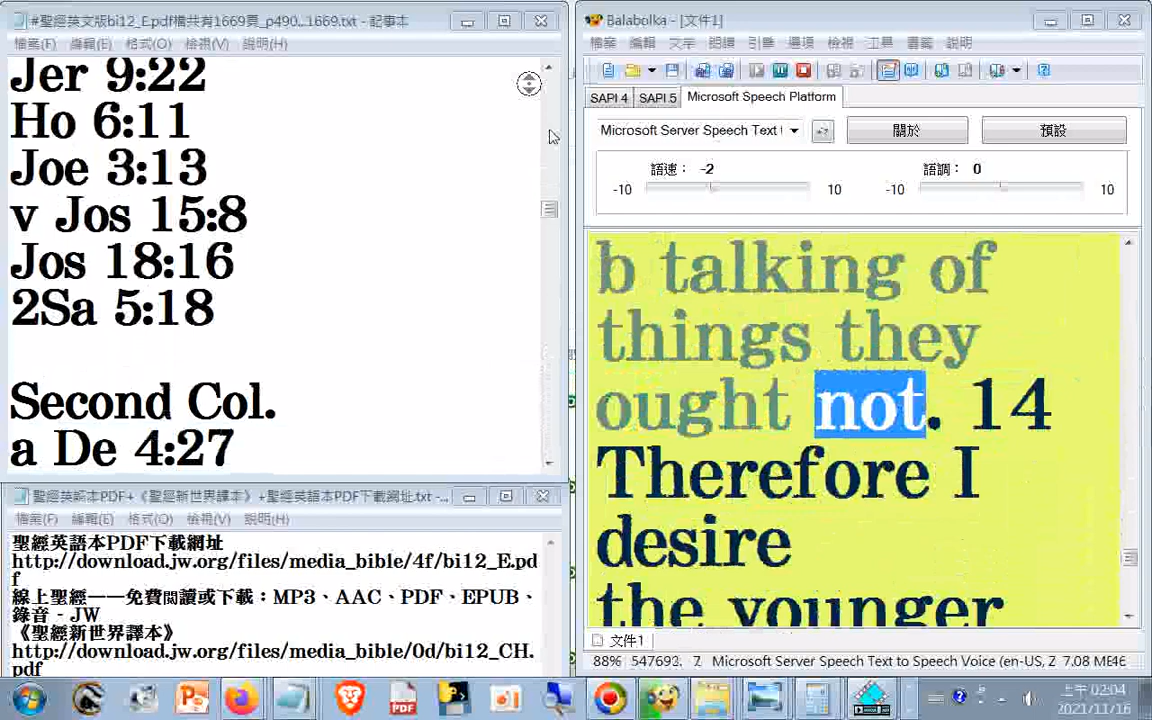 #聖經英文版bi12_E.pdf檔共有1669頁_p490...1669.txt - 記事本
檔案(F) 編輯(E) 格式(O) 檢視(V) 說明(H)
Jer 9:22
Ho 6:11
Joe 3:13
v Jos 15:8
Jos 18:16
2Sa 5:18
Second Col.
a De 4:27
聖經英語本PDF+《聖經新世界譯本》+聖經英語本PDF下載網址.txt -...
檔案(F) 編輯(E) 格式(O) 檢視(V) 說明(H)
聖經英語本PDF下載網址
http://download.jw.org/files/media_bible/4f/bi12_E.pd
f
線上聖經——免費閱讀或下載：MP3、AAC、PDF、EPUB、
錄音 - JW
《聖經新世界譯本》
http://download.jw.org/files/media_bible/0d/bi12_CH.
pdf
Balabolka - [文件1]
檔案 編輯 文字 朗讀 引擎 選項 檢視 工具 書籤 說明
SAPI 4 SAPI 5 Microsoft Speech Platform
Microsoft Server Speech Text 關於 預設
語速： -2 語調： 0
-10 10 -10 10
b talking of
things they
ought not. 14
Therefore I
desire
the younger
文件1
88% 547692. 7. Microsoft Server Speech Text to Speech Voice (en-US, Z 7.08 ME46
PDF
上午 02:04
2021/11/16